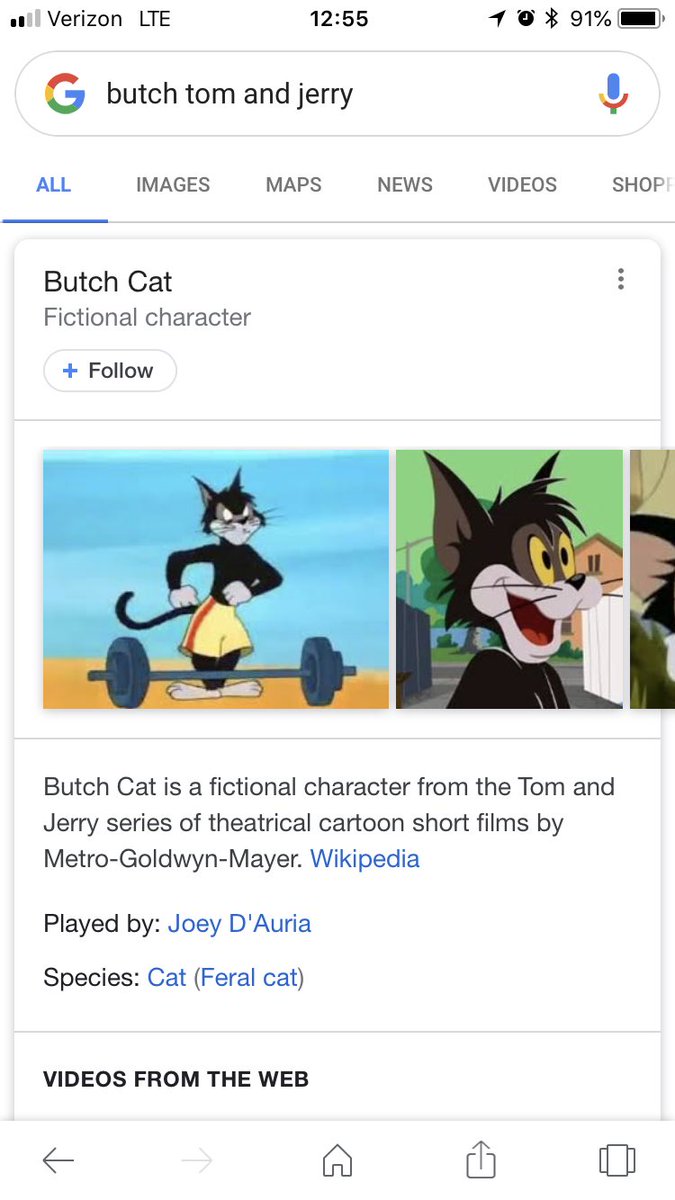 Verizon LTE 12:55 91%
butch tom and jerry
ALL IMAGES MAPS NEWS VIDEOS SHOPP
Butch Cat
Fictional character
+ Follow
Butch Cat is a fictional character from the Tom and
Jerry series of theatrical cartoon short films by
Metro-Goldwyn-Mayer. Wikipedia
Played by: Joey D'Auria
Species: Cat (Feral cat)
VIDEOS FROM THE WEB